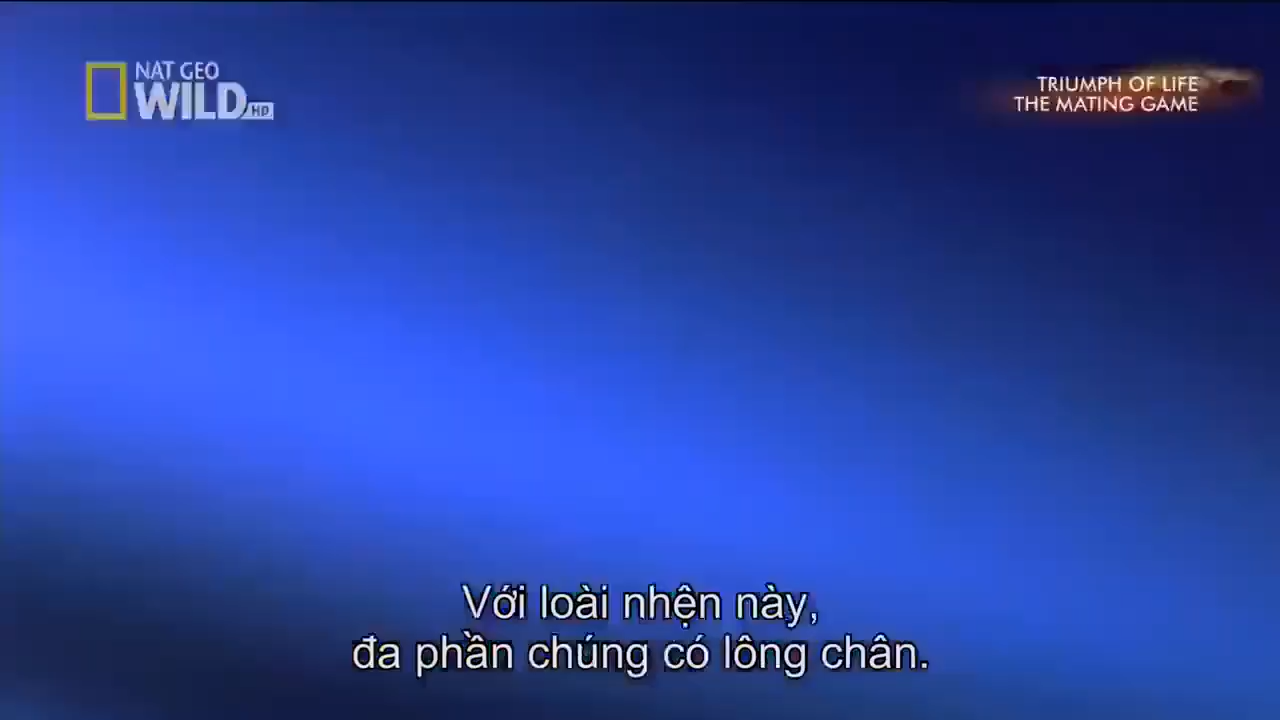 NAT GEO
WILD HD
TRIUMPH OF LIFE
THE MATING GAME
Với loài nhện này,
đa phần chúng có lông chân.